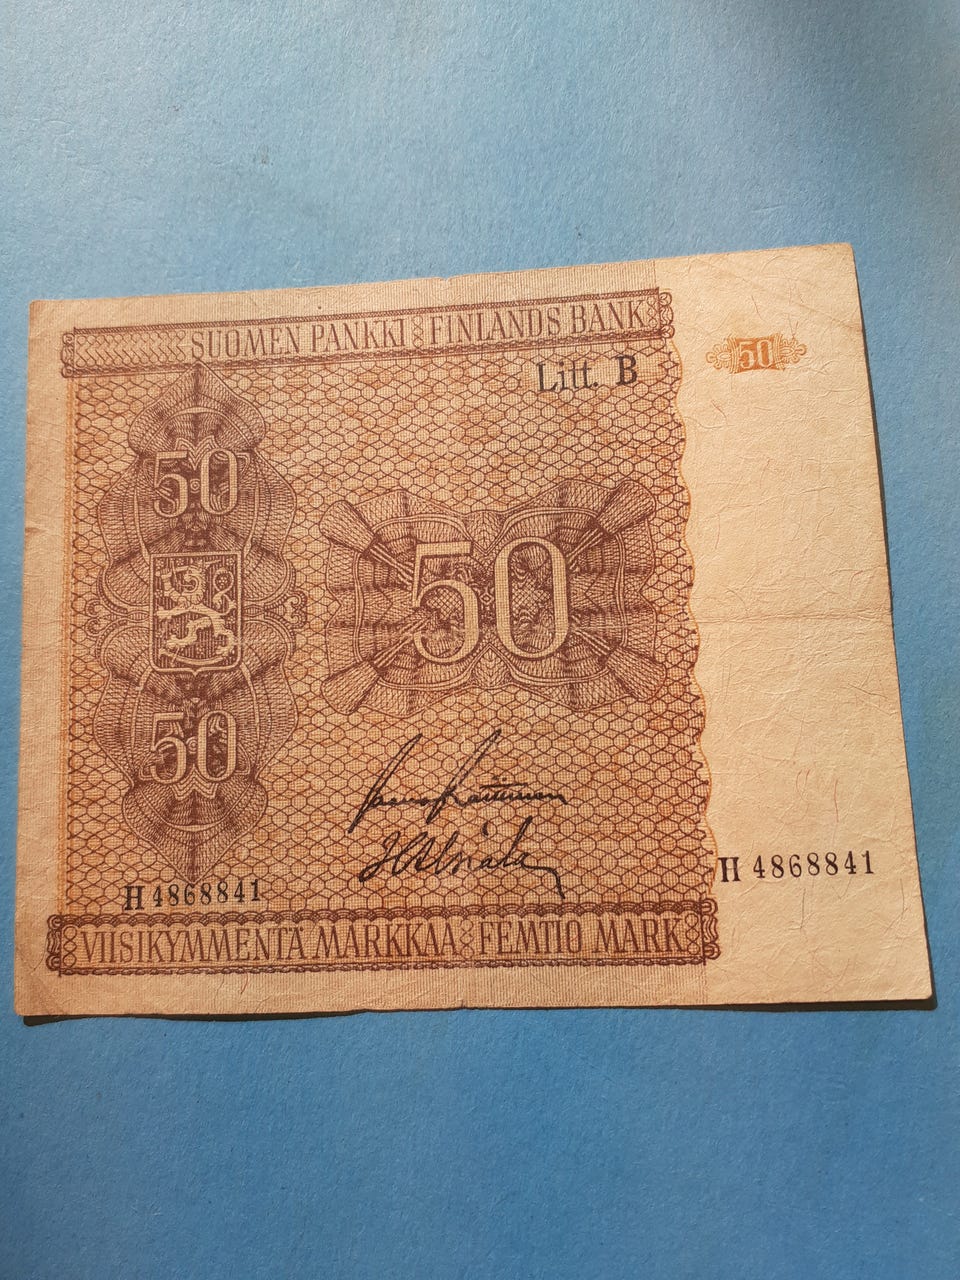 SUOMEN PANKKI FINLANDS BANK
50
Litt. B
50
50
50
H 4868841
H 4868841
VIISIKYMMENTÄ MARKKAA FEMTIO MARK